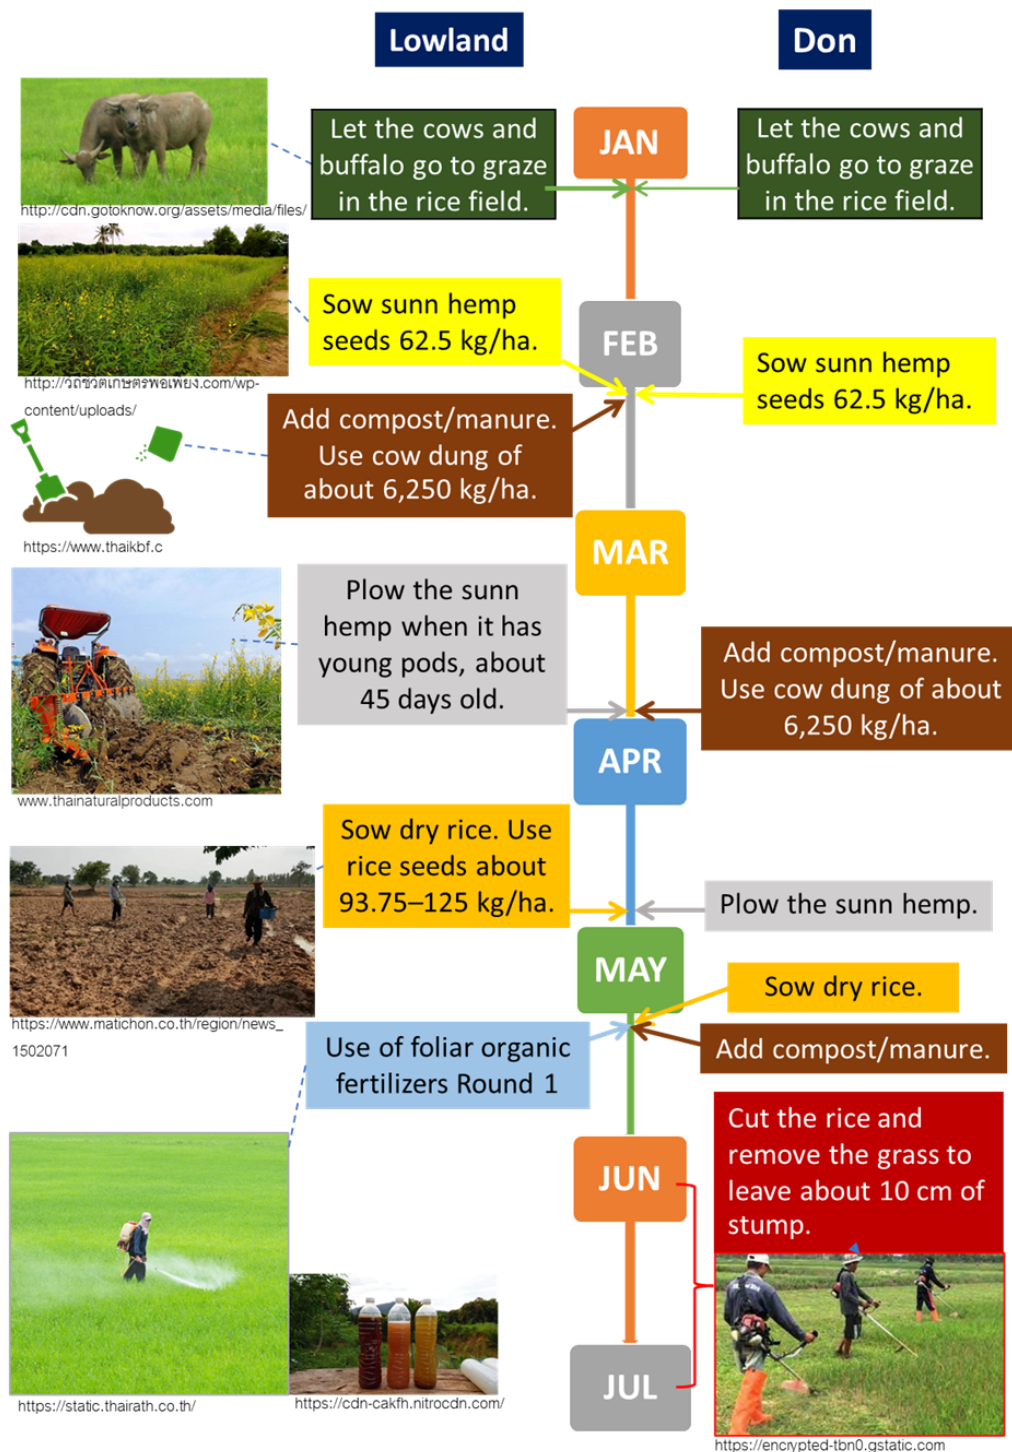 Lowland
Don
JAN
Let the cows and
buffalo go to graze
in the rice field.
Let the cows and
buffalo go to graze
in the rice field.
http://cdn.gotoknow.org/assets/media/files/
FEB
Sow sunn hemp
seeds 62.5 kg/ha.
Sow sunn hemp
seeds 62.5 kg/ha.
content/uploads/
Add compost/manure.
Use cow dung of
about 6,250 kg/ha.
https://www.thaikbf.c
MAR
Plow the sunn
hemp when it has
young pods, about
45 days old.
Add compost/manure.
Use cow dung of about
6,250 kg/ha.
www.thainaturalproducts.com
APR
Sow dry rice. Use
rice seeds about
93.75–125 kg/ha.
Plow the sunn hemp.
https://www.matichon.co.th/region/news_
1502071
MAY
Sow dry rice.
Add compost/manure.
Use of foliar organic
fertilizers Round 1
JUN
Cut the rice and
remove the grass to
leave about 10 cm of
stump.
JUL
https://static.thairath.co.th/
https://cdn-cakfh.nitrocdn.com/
https://encrypted-tbn0.gstatic.com